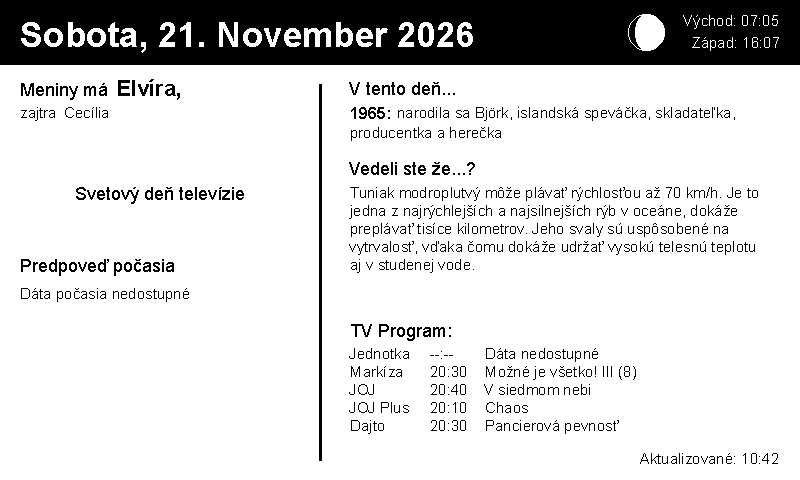 Sobota, 21. November 2026
Východ: 07:05
Západ: 16:07
Meniny má Elvíra,
zajtra Cecília
Svetový deň televízie
Predpoveď počasia
Dáta počasia nedostupné
V tento deň...
1965: narodila sa Björk, islandská speváčka, skladateľka,
producentka a herečka
Vedeli ste že...?
Tuniak modroplutvý môže plávať rýchlosťou až 70 km/h. Je to
jedna z najrýchlejších a najsilnejších rýb v oceáne, dokáže
preplávať tisíce kilometrov. Jeho svaly sú uspôsobené na
vytrvalosť, vďaka čomu dokáže udržať vysokú telesnú teplotu
aj v studenej vode.
TV Program:
Jednotka --:-- Dáta nedostupné
Markíza 20:30 Možné je všetko! III (8)
JOJ 20:40 V siedmom nebi
JOJ Plus 20:10 Chaos
Dajto 20:30 Pancierová pevnosť
Aktualizované: 10:42